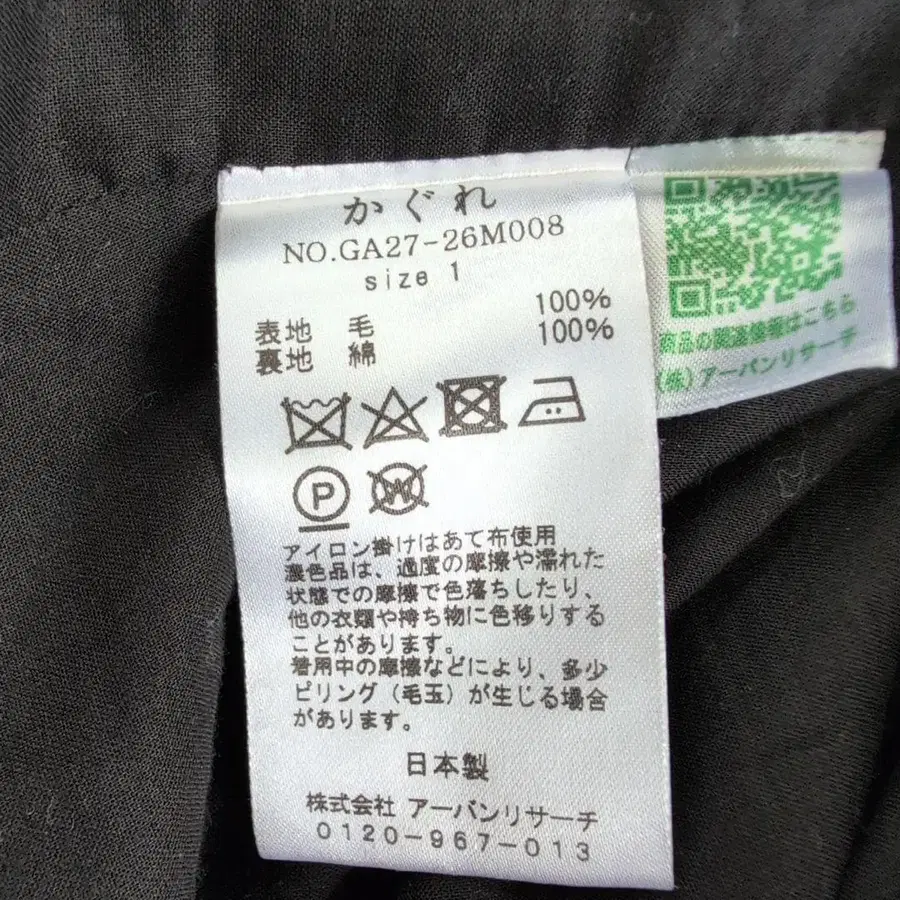 かぐれ
NO.GA27-26M008
size 1
表地 毛 100%
裏地 綿 100%
P
W
アイロン掛けはあて布使用
濃色品は、過度の摩擦や濡れた
状態での摩擦で色落ちしたり、
他の衣類や持ち物に色移りする
ことがあります。
着用中の摩擦などにより、多少
ピリング(毛玉)が生じる場合
があります。
日本製
株式会社 アーバンリサーチ
0120-967-013
商品の関連情報はこちら
(株)アーバンリサーチ